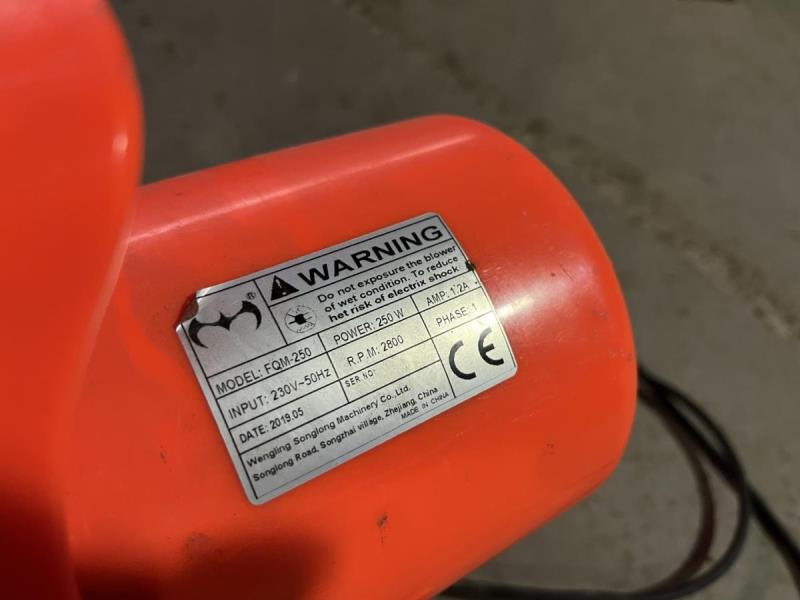 ®
WARNING
Do not exposure the blower
of wet condition. To reduce
het risk of electrix shock
MODEL: FQM-250
POWER: 250 W
AMP: 1.2A
INPUT: 230V~50Hz
R.P.M: 2800
PHASE: 1
DATE: 2019.05
SER.NO:
CE
Wengling Songlong Machinery Co.,Ltd.
Songlong Road, Songzhai village, Zhejiang, China
MADE IN CHINA